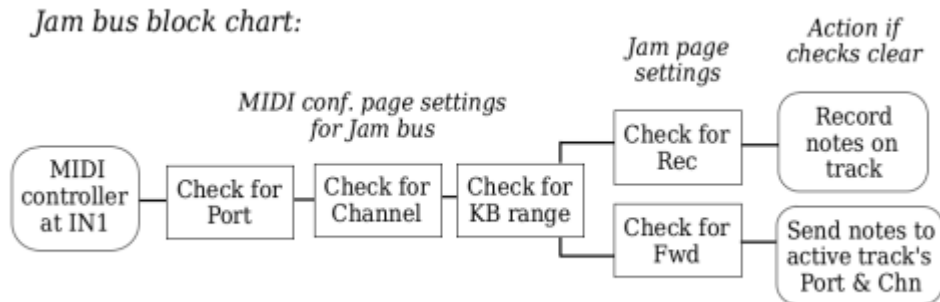 Jam bus block chart:
Action if
checks clear
Jam page
settings
MIDI conf. page settings
for Jam bus
MIDI
controller
at IN1
Check for
Port
Check for
Channel
Check for
KB range
Check for
Rec
Record
notes on
track
Check for
Fwd
Send notes to
active track's
Port & Chn